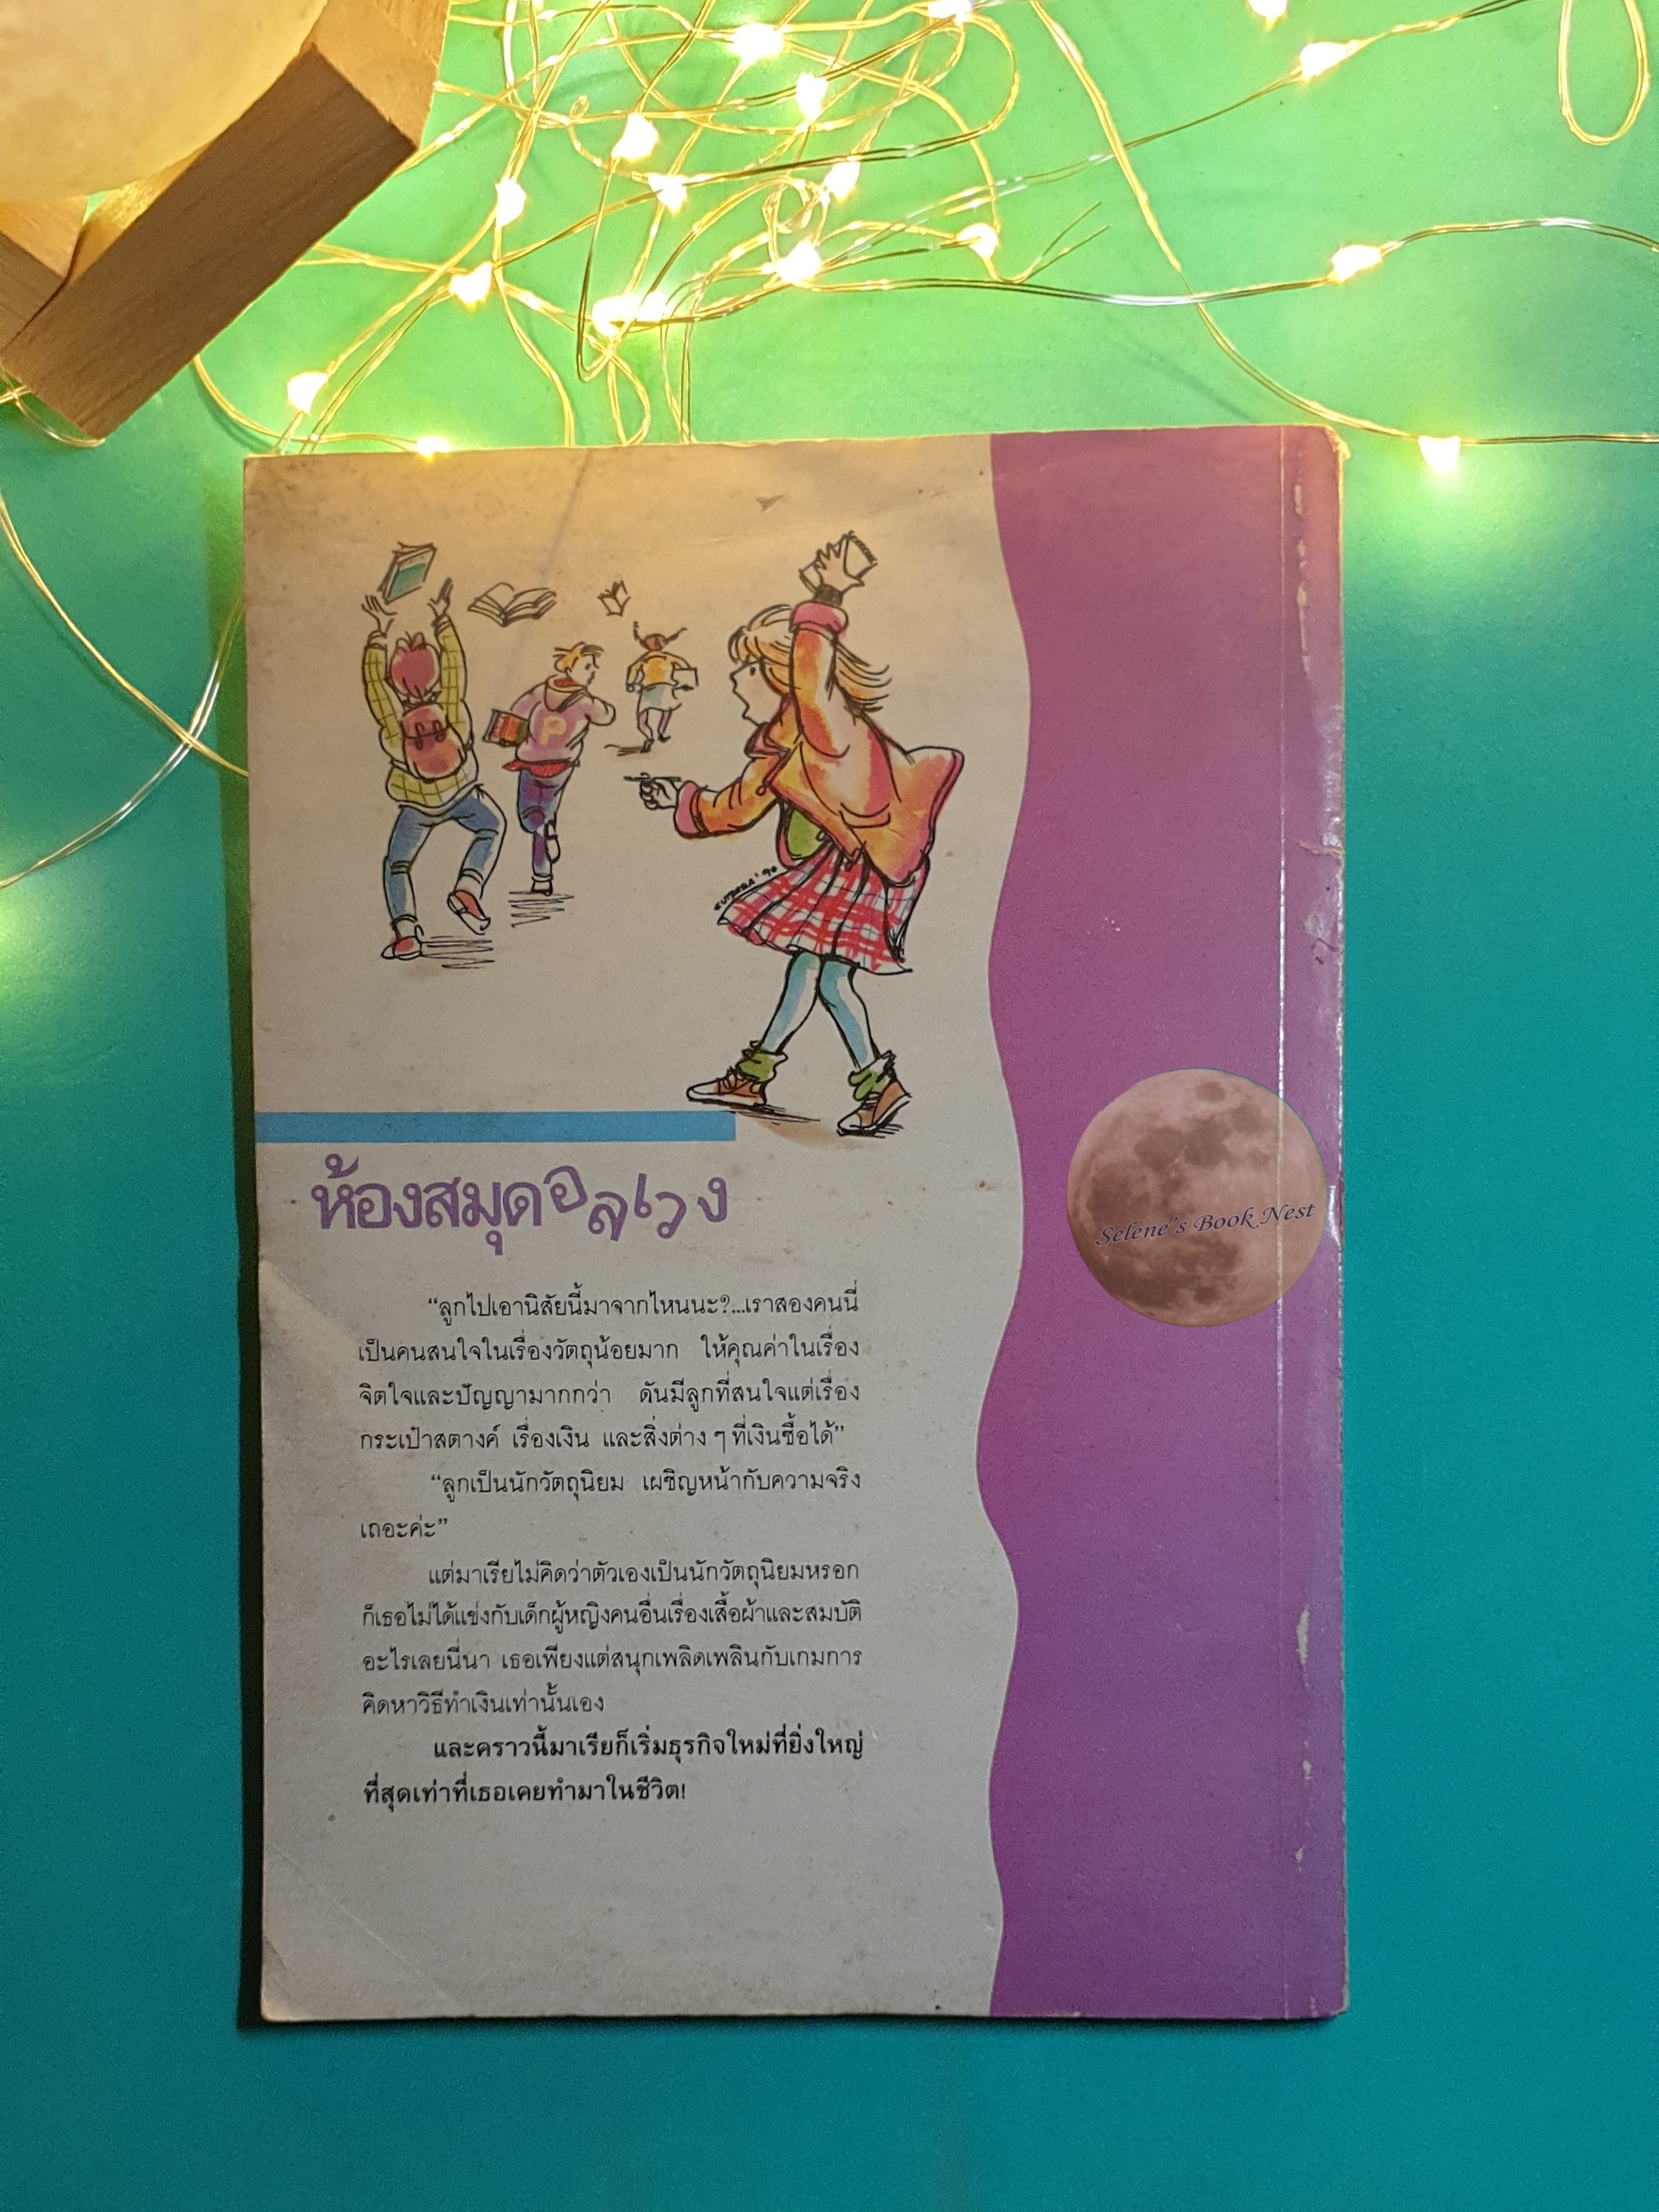 ห้องสมุดอลเวง
Selene's Book Nest
“ลูกไปเอานิสัยนี้มาจากไหนนะ?...เราสองคนนี่
เป็นคนสนใจในเรื่องวัตถุน้อยมาก ให้คุณค่าในเรื่อง
จิตใจและปัญญามากกว่า ดันมีลูกที่สนใจแต่เรื่อง
กระเป๋าสตางค์ เรื่องเงิน และสิ่งต่าง ๆ ที่เงินซื้อได้”
“ลูกเป็นนักวัตถุนิยม เผชิญหน้ากับความจริง
เถอะค่ะ”
แต่มาเรียไม่คิดว่าตัวเองเป็นนักวัตถุนิยมหรอก
ก็เธอไม่ได้แข่งกับเด็กผู้หญิงคนอื่นเรื่องเสื้อผ้าและสมบัติ
อะไรเลยนี่นา เธอเพียงแต่สนุกเพลิดเพลินกับเกมการ
คิดหาวิธีทำเงินเท่านั้นเอง
และคราวนี้มาเรียก็เริ่มธุรกิจใหม่ที่ยิ่งใหญ่
ที่สุดเท่าที่เธอเคยทำมาในชีวิต!